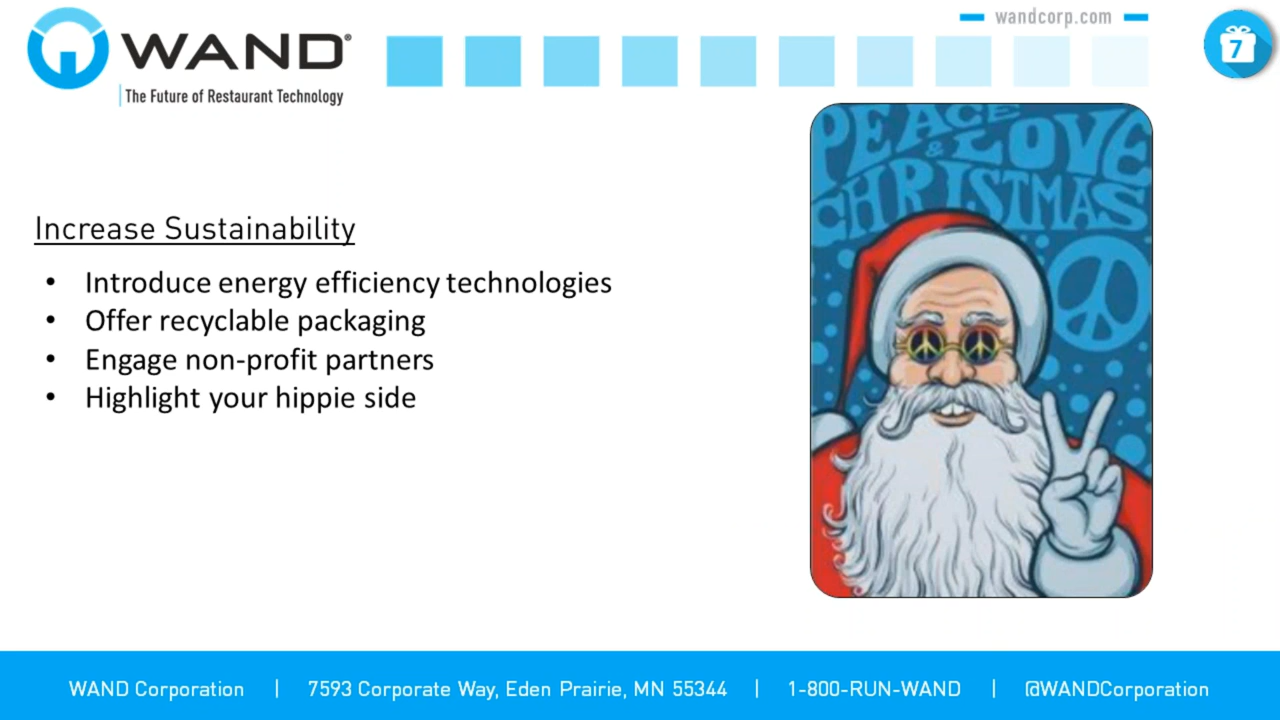 WAND®
The Future of Restaurant Technology
wandcorp.com
7
PEACE
& LOVE
CHRISTMAS
Increase Sustainability
• Introduce energy efficiency technologies
• Offer recyclable packaging
• Engage non-profit partners
• Highlight your hippie side
WAND Corporation | 7593 Corporate Way, Eden Prairie, MN 55344 | 1-800-RUN-WAND | @WANDCorporation